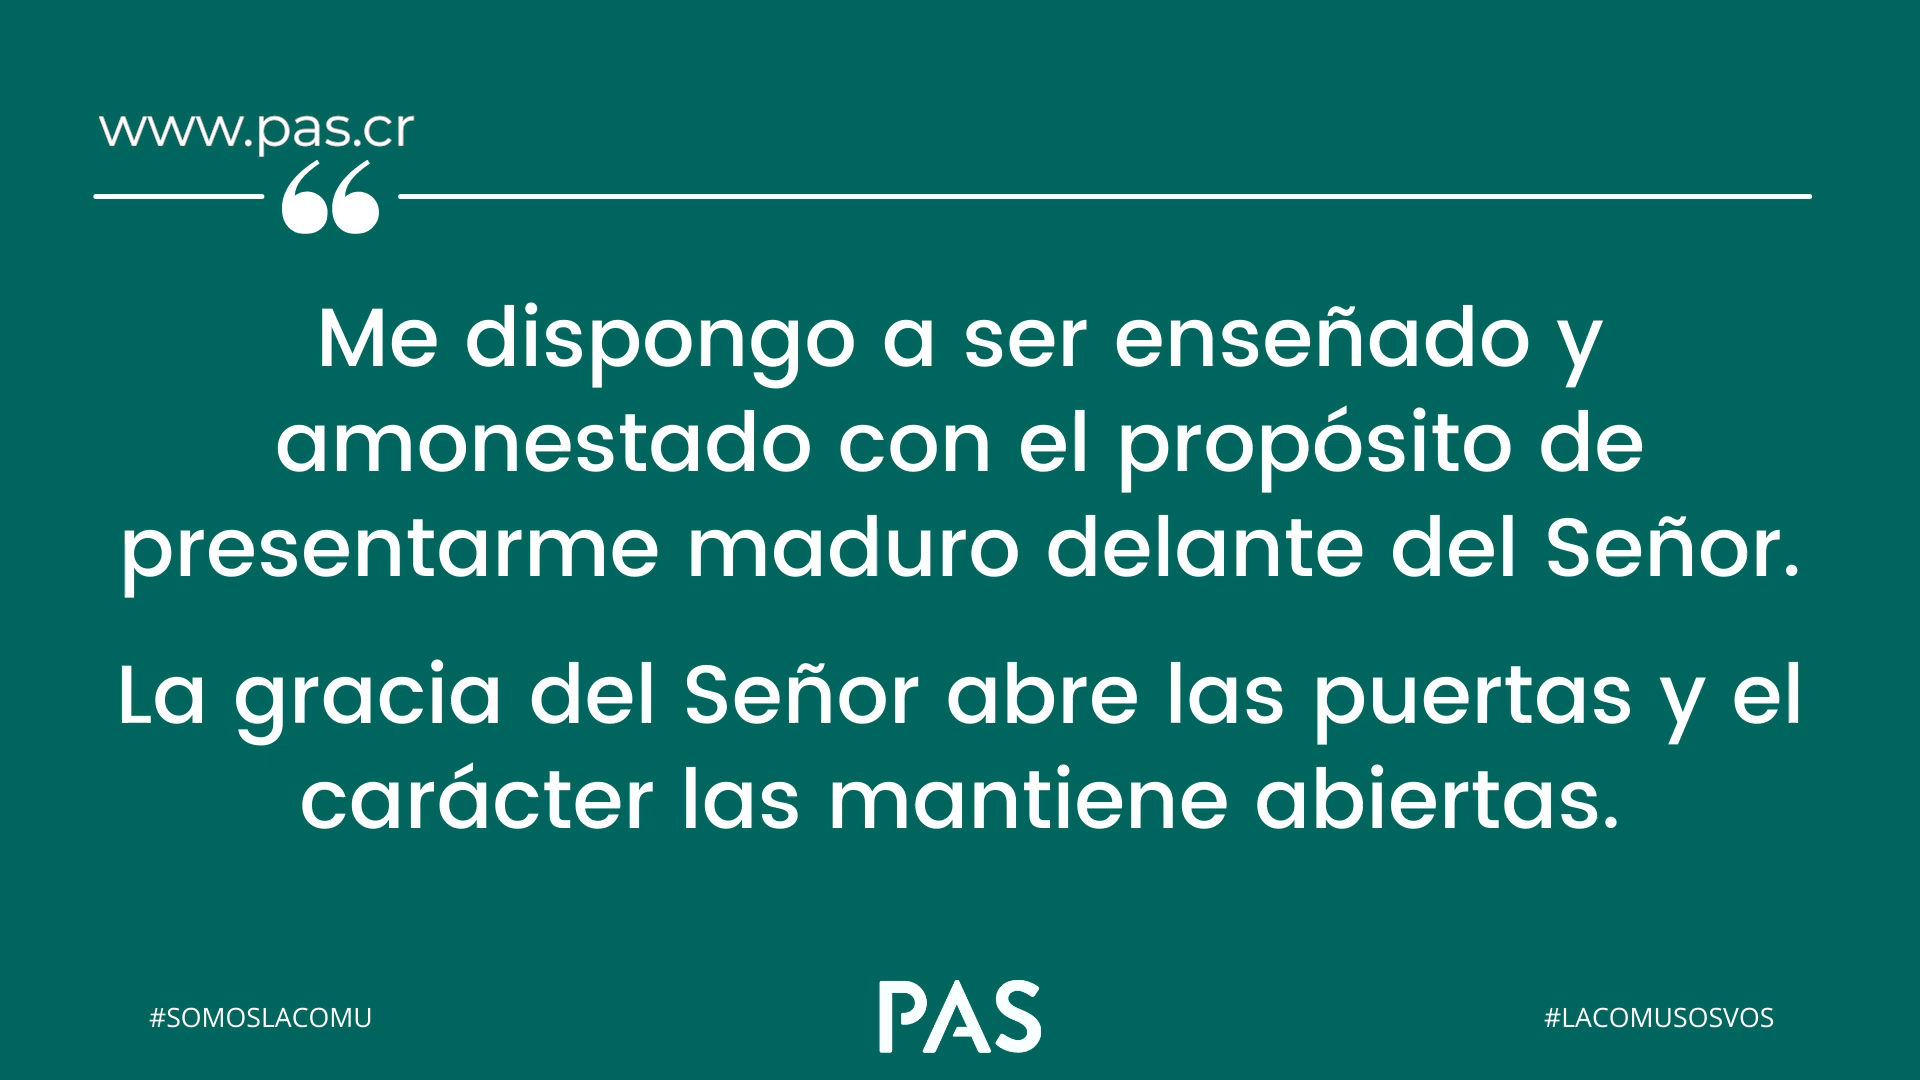 www.pas.cr
“
Me dispongo a ser enseñado y
amonestado con el propósito de
presentarme maduro delante del Señor.
La gracia del Señor abre las puertas y el
carácter las mantiene abiertas.
#SOMOSLACOMU
PAS
#LACOMUSOSVOS